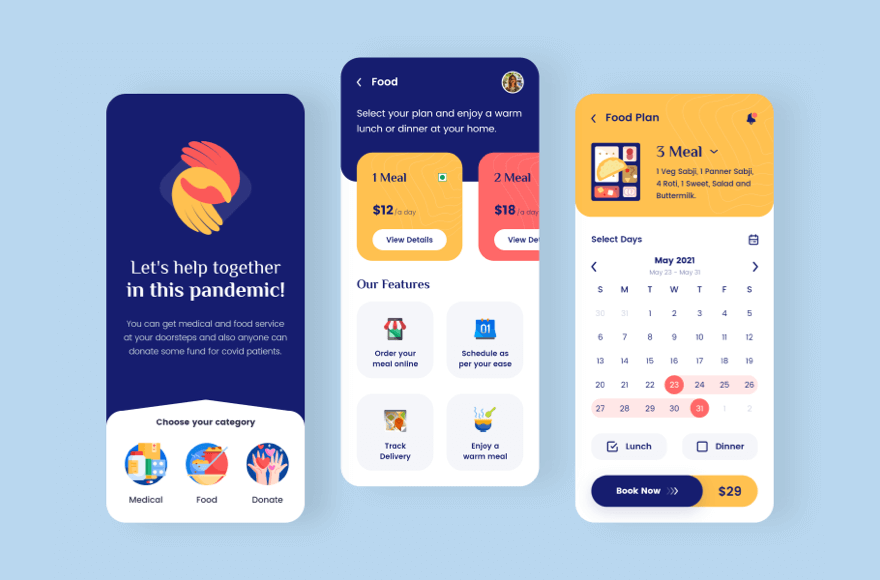 Let's help together
in this pandemic!
You can get medical and food service
at your doorsteps and also anyone can
donate some fund for covid patients.
Choose your category
Medical Food Donate
Food
Select your plan and enjoy a warm
lunch or dinner at your home.
1 Meal
$12/a day
View Details
2 Meal
$18/a day
View Det
Our Features
Order your
meal online
01
Schedule as
per your ease
Track
Delivery
Enjoy a
warm meal
Food Plan
3 Meal
1 Veg Sabji, 1 Panner Sabji,
4 Roti, 1 Sweet, Salad and
Buttermilk.
Select Days
May 2021
May 23 - May 31
S M T W T F S
30 31 1 2 3 4 5
6 7 8 9 10 11 12
13 14 15 16 17 18 19
20 21 22 23 24 25 26
27 28 29 30 31 1 2
Lunch Dinner
Book Now $29